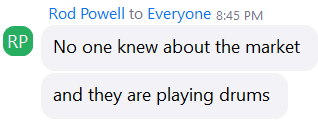 Rod Powell to Everyone 8:45 PM
RP
No one knew about the market
and they are playing drums